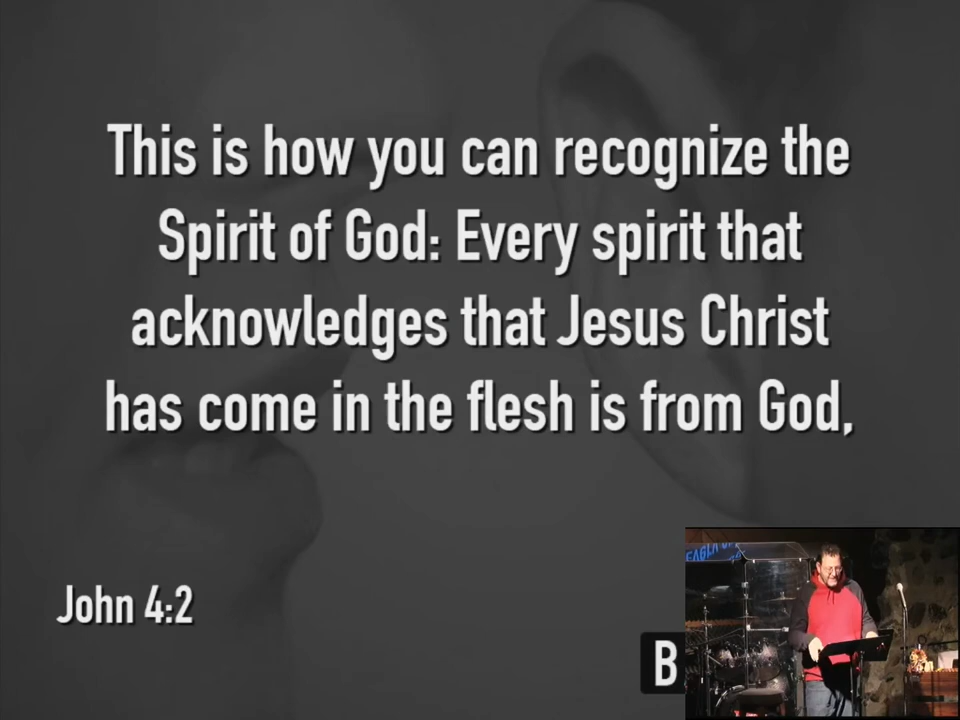 This is how you can recognize the
Spirit of God: Every spirit that
acknowledges that Jesus Christ
has come in the flesh is from God,
John 4:2
B